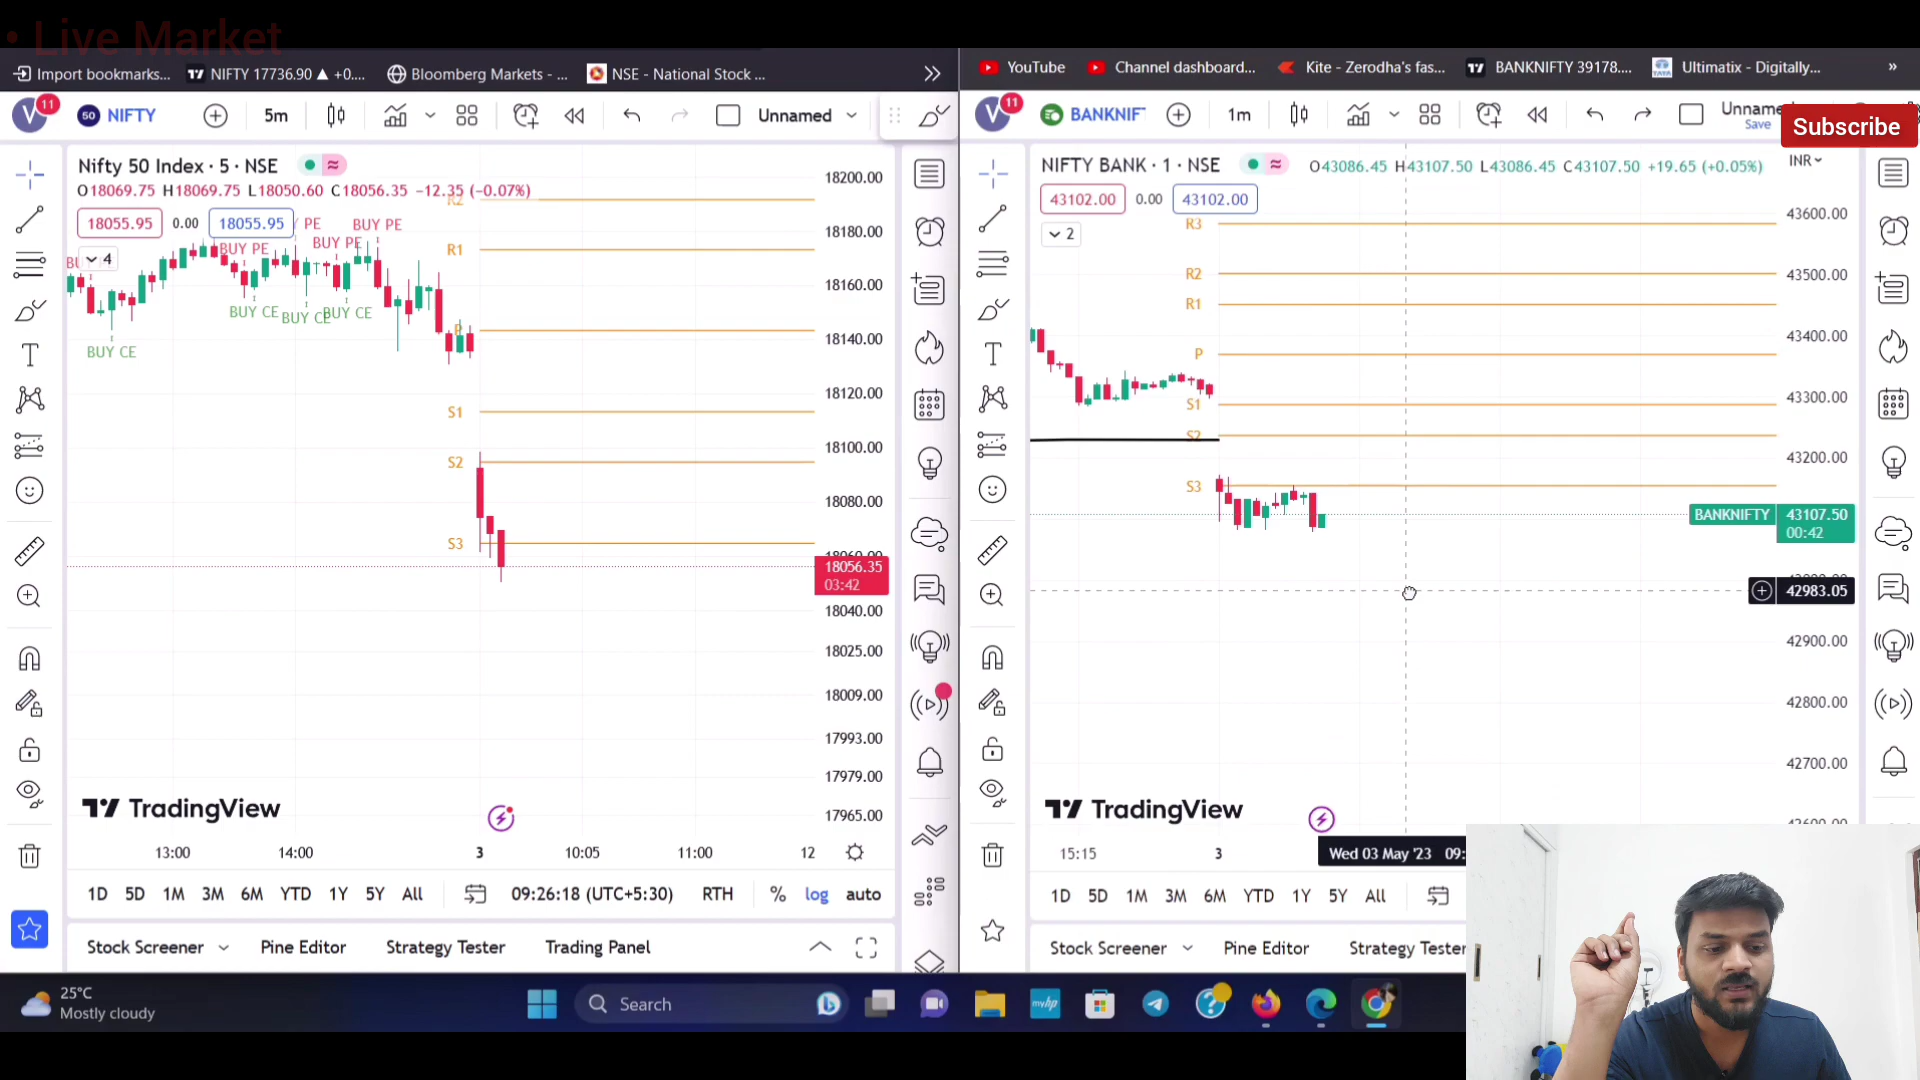 • Live Market
Import bookmarks...
NIFTY 17736.90 ▲ +0....
Bloomberg Markets - ...
NSE - National Stock ...
YouTube
Channel dashboard...
Kite - Zerodha's fas...
BANKNIFTY 39178....
TATA
Ultimatix - Digitally...
V
11
50
NIFTY
5m
Unnamed
V
11
BANKNIF
1m
Unname
Save
Subscribe
Nifty 50 Index · 5 · NSE
O18069.75 H18069.75 L18050.60 C18056.35 −12.35 (−0.07%)
18055.95
0.00
18055.95
4
BUY PE
PE
BUY PE
BUY PE
BUY CE
BUY CE
BUY CE
BUY CE
R2
R1
P
S1
S2
S3
18200.00
18180.00
18160.00
18140.00
18120.00
18100.00
18080.00
18060.00
18056.35
03:42
18040.00
18025.00
18009.00
17993.00
17979.00
17965.00
TradingView
13:00
14:00
3
10:05
11:00
12
1D 5D 1M 3M 6M YTD 1Y 5Y All
09:26:18 (UTC+5:30)
RTH
% log auto
Stock Screener
Pine Editor
Strategy Tester
Trading Panel
NIFTY BANK · 1 · NSE
O43086.45 H43107.50 L43086.45 C43107.50 +19.65 (+0.05%)
INR
43102.00
0.00
43102.00
2
R3
R2
R1
P
S1
S2
S3
43600.00
43500.00
43400.00
43300.00
43200.00
BANKNIFTY
43107.50
00:42
42983.05
42900.00
42800.00
42700.00
TradingView
15:15
3
Wed 03 May '23 09:
1D 5D 1M 3M 6M YTD 1Y 5Y All
Stock Screener
Pine Editor
Strategy Tester
25°C
Mostly cloudy
Search
myhp